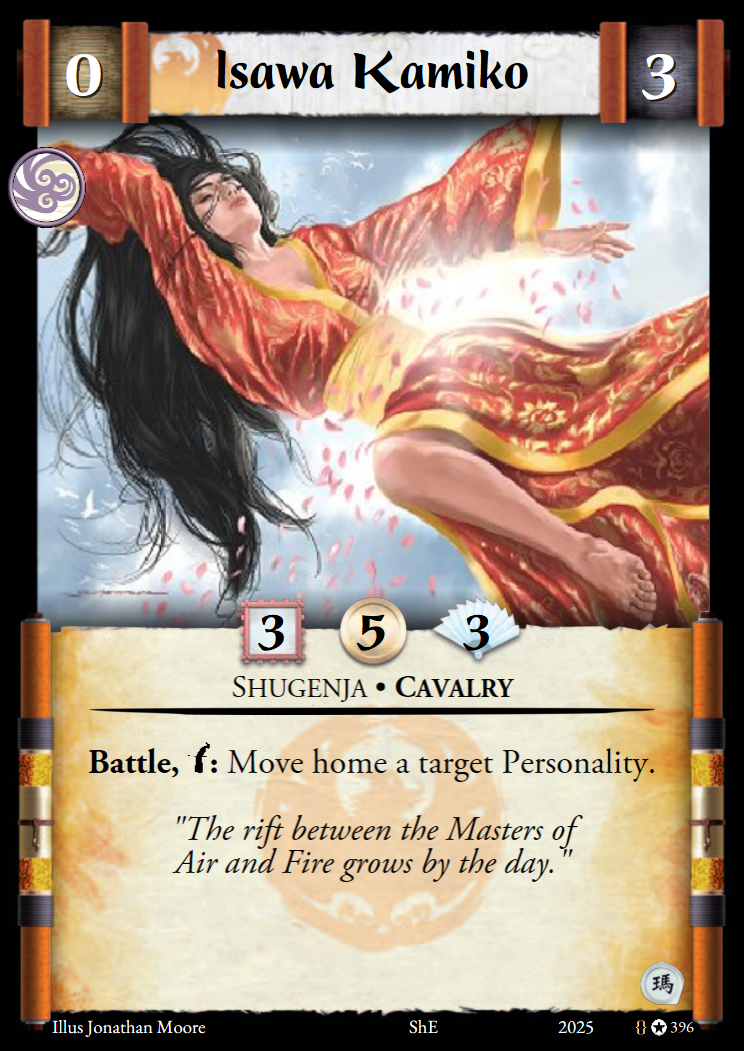 0 Isawa Kamiko 3
3 5 3
Shugenja • Cavalry
Battle, : Move home a target Personality.
"The rift between the Masters of
Air and Fire grows by the day."
瑪
Illus Jonathan Moore ShE 2025 {} 396